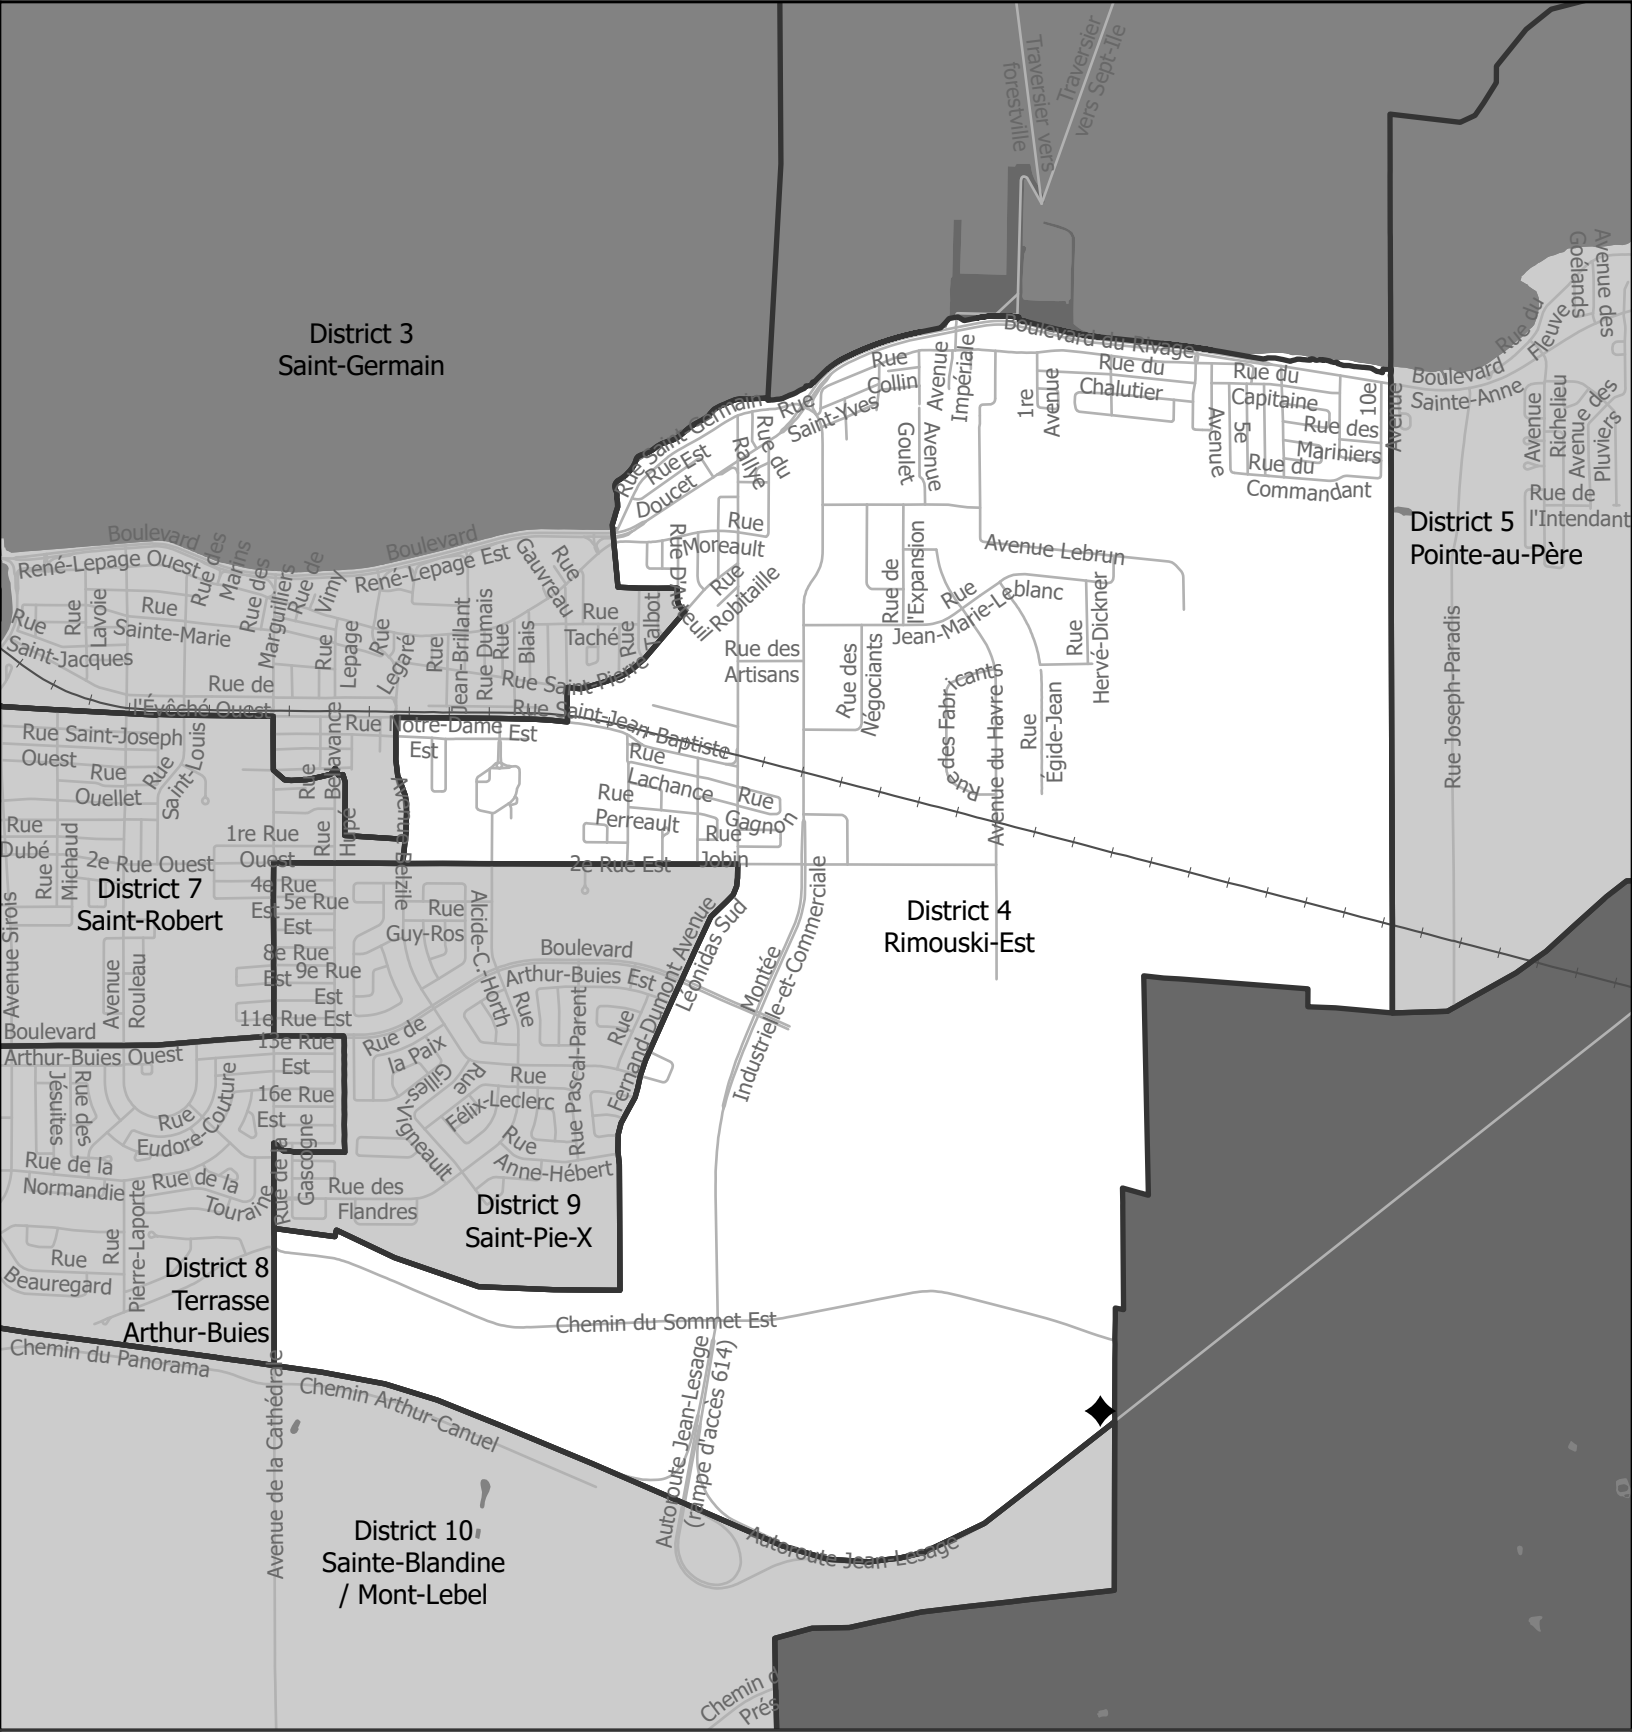 Traversier vers
forestville
Traversier
vers Sept-Ile
District 3
Saint-Germain
Boulevard du Rivage
Rue
Collin
Avenue
Impériale
1re
Avenue
Rue du
Chalutier
Rue du
Capitaine
10e
Avenue
Rue des
Mariniers
Avenue
5e
Rue du
Commandant
Boulevard
Sainte-Anne
Rue du
Fleuve
Goélands
Avenue des
Avenue
Richelieu
Avenue des
Pluviers
Rue de
l'Intendant
District 5
Pointe-au-Père
Rue Joseph-Paradis
Rue Saint-Germain
Est
Rue
Doucet
Rallye
Rue du
Rue
Saint-Yves
Goulet
Avenue
Rue
Moreault
Rue D'Auteuil
Rue
Robitaille
Rue des
Artisans
Rue de
l'Expansion
Avenue Lebrun
Rue
Jean-Marie-Leblanc
Rue
Hervé-Dickner
Rue des
Négociants
Rue des Fabricants
Avenue du Havre
Rue
Égide-Jean
Boulevard
René-Lepage Ouest
Boulevard
René-Lepage Est
Rue des
Marins
Rue des
Marguilliers
Rue de
Vimy
Rue
Lavoie
Rue
Sainte-Marie
Rue
Saint-Jacques
Rue
Lepage
Rue
Legaré
Rue
Jean-Brillant
Rue Dumais
Rue
Blais
Gauvreau
Rue
Rue
Taché
Rue
Talbot
Rue Saint-Pierre
Rue de
l'Évêché Ouest
Rue Saint-Jean-Baptiste
Rue Notre-Dame
Est
Est
Rue Saint-Joseph
Ouest
Rue
Ouellet
Rue
Saint-Louis
Rue
Belavance
Rue
Hupé
Avenue Belzile
Rue
Lachance
Rue
Perreault
Rue
Gagnon
Rue
Jobin
2e Rue Est
Rue
Dubé
Rue
Michaud
2e Rue Ouest
1re Rue
Ouest
District 7
Saint-Robert
4e Rue
Est
5e Rue
Est
8e Rue
Est
9e Rue
Est
11e Rue Est
Avenue Sirois
Avenue
Rouleau
Rue
Guy-Ros
Alcide-C.-Horth
Boulevard
Arthur-Buies Est
Rue
Rue Pascal-Parent
Rue
Fernand-Dumont
Avenue
Léonidas Sud
Montée
Industrielle-et-Commerciale
District 4
Rimouski-Est
Boulevard
Arthur-Buies Ouest
13e Rue
Est
16e Rue
Est
Rue de
la Paix
Gilles-Vigneault
Rue
Rue
Félix-Leclerc
Rue
Anne-Hébert
Rue des
Jésuites
Rue
Eudore-Couture
Rue de la
Normandie
Rue de la
Touraine
Rue de la
Gascogne
Rue des
Flandres
District 9
Saint-Pie-X
Rue
Pierre-Laporte
Rue
Beauregard
District 8
Terrasse
Arthur-Buies
Chemin du Panorama
Chemin Arthur-Canuel
Avenue de la Cathédrale
Chemin du Sommet Est
Autoroute Jean-Lesage
(rampe d'accès 614)
Autoroute Jean Lesage
District 10
Sainte-Blandine
/ Mont-Lebel
Chemin d
Prés